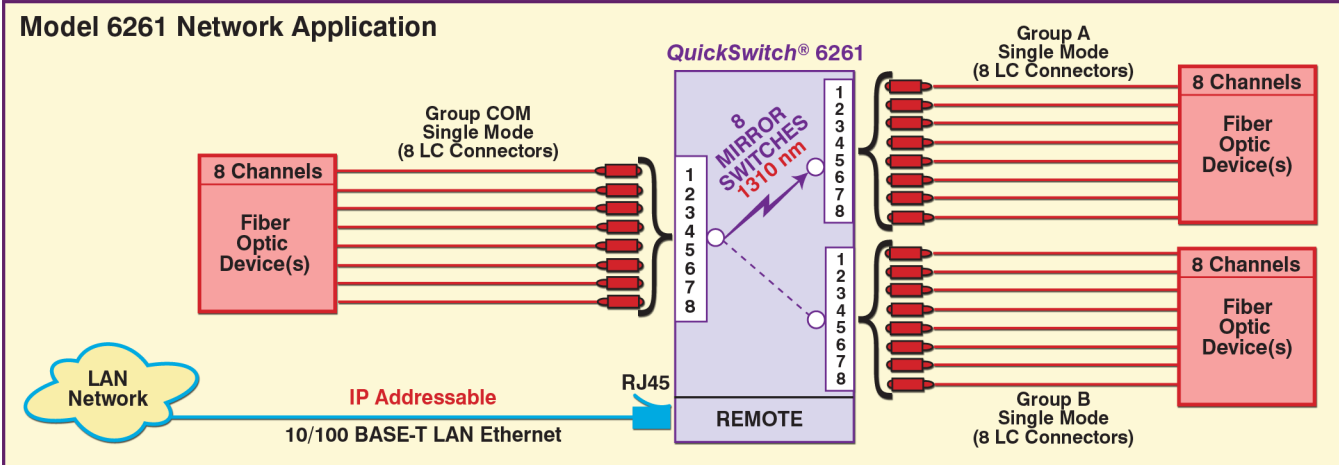 Model 6261 Network Application
Group COM
Single Mode
(8 LC Connectors)
8 Channels
Fiber
Optic
Device(s)
LAN
Network
IP Addressable
10/100 BASE-T LAN Ethernet
RJ45
QuickSwitch® 6261
1
2
3
4
5
6
7
8
8
MIRROR
SWITCHES
1310 nm
1
2
3
4
5
6
7
8
1
2
3
4
5
6
7
8
REMOTE
Group A
Single Mode
(8 LC Connectors)
8 Channels
Fiber
Optic
Device(s)
8 Channels
Fiber
Optic
Device(s)
Group B
Single Mode
(8 LC Connectors)